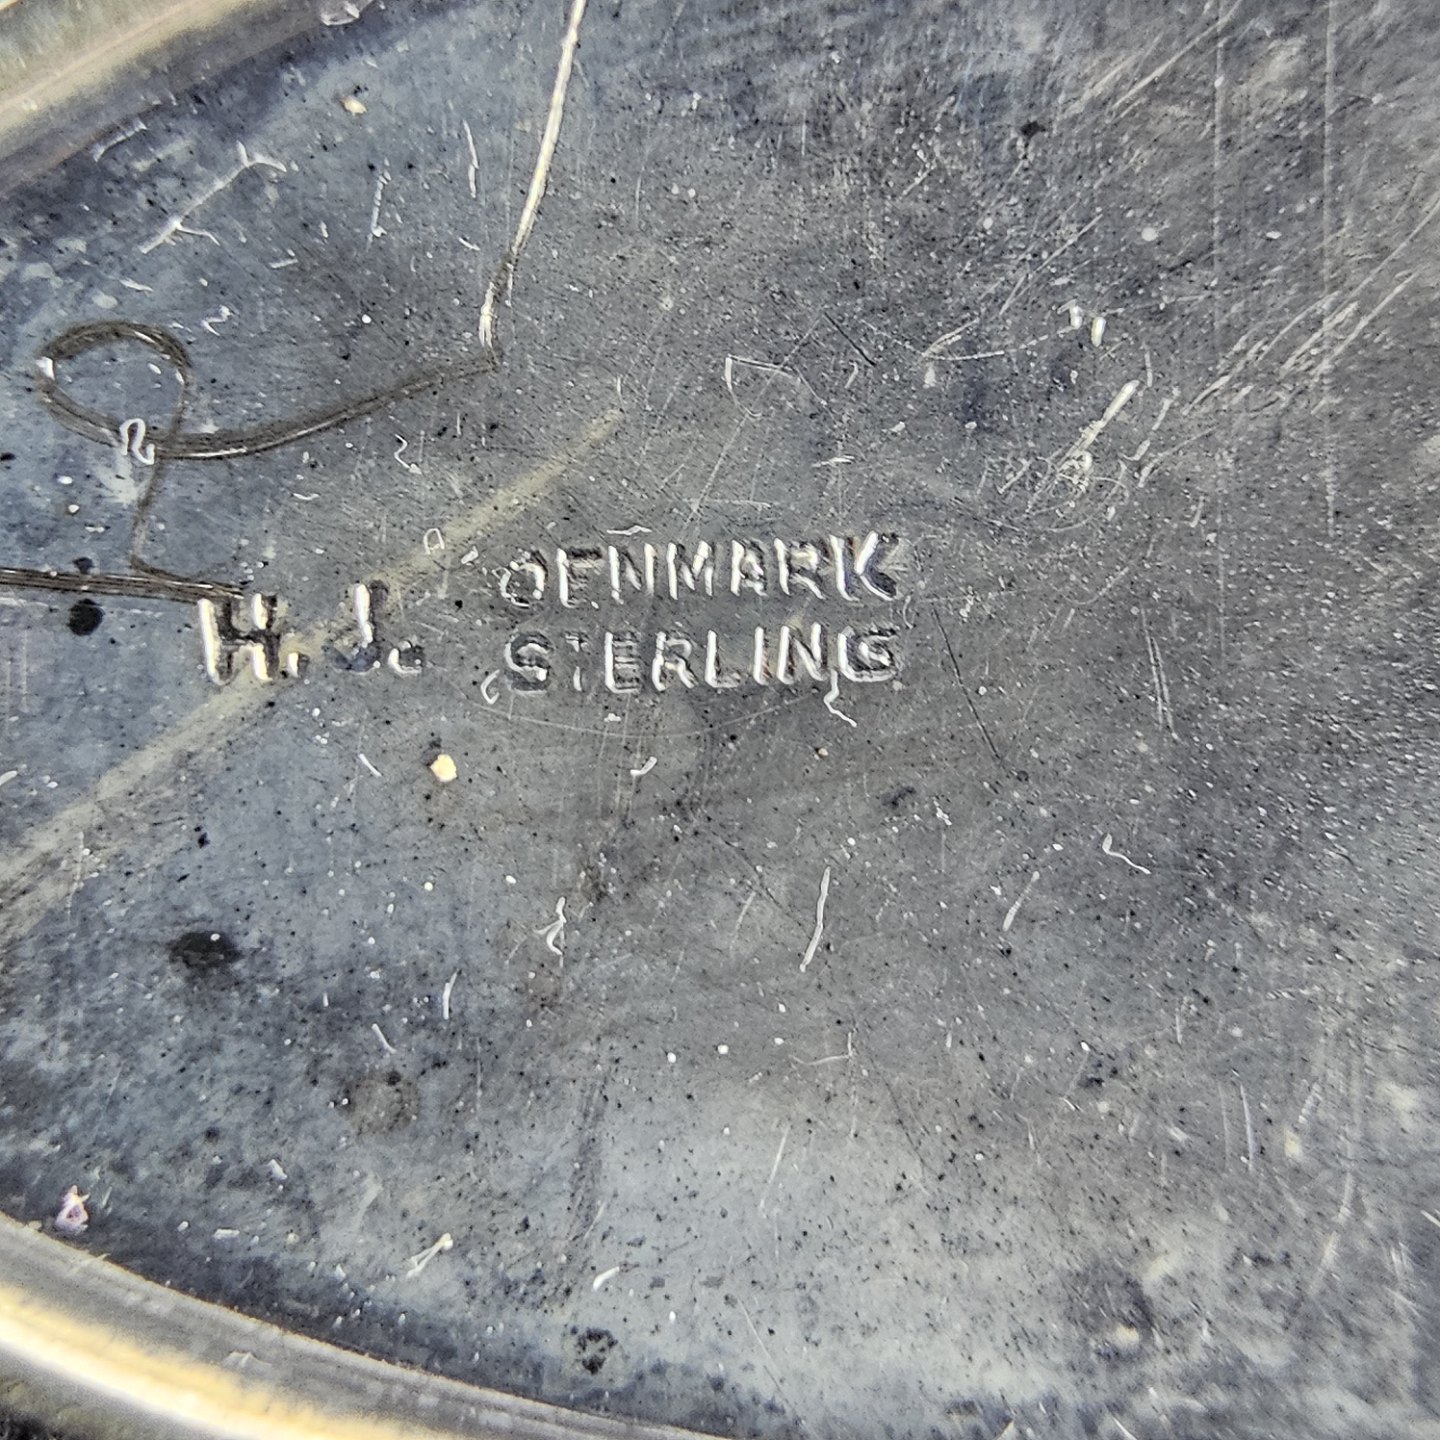 H. J.
DENMARK
STERLING